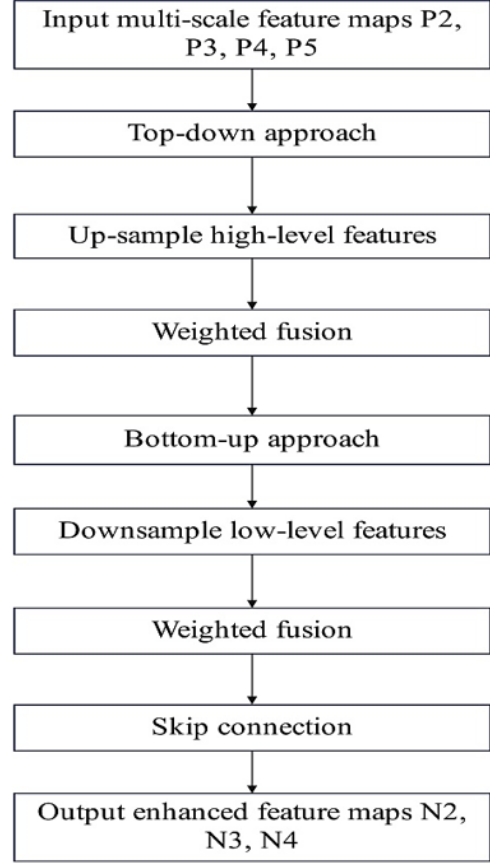 Input multi-scale feature maps P2,
P3, P4, P5
Top-down approach
Up-sample high-level features
Weighted fusion
Bottom-up approach
Downsample low-level features
Weighted fusion
Skip connection
Output enhanced feature maps N2,
N3, N4